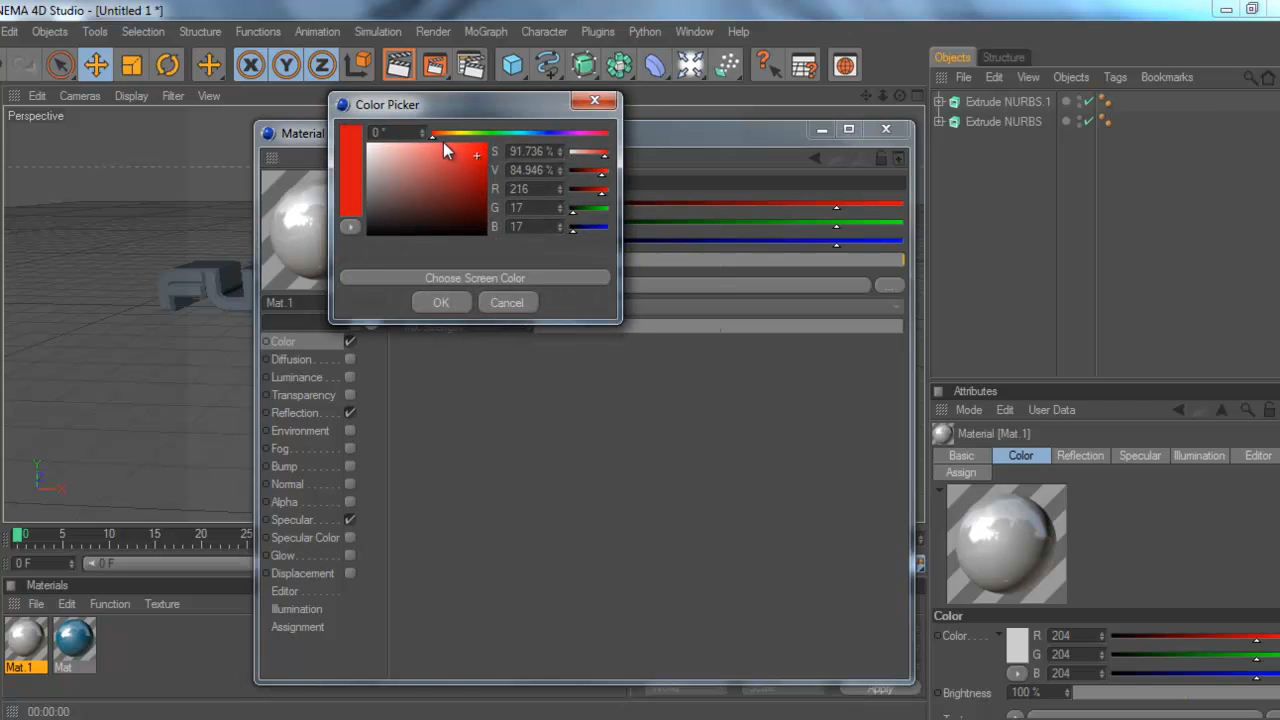 NEMA 4D Studio - [Untitled 1 *]
Edit Objects Tools Selection Structure Functions Animation Simulation Render MoGraph Character Plugins Python Window Help
Objects Structure
File Edit View Objects Tags Bookmarks
Edit Cameras Display Filter View
Extrude NURBS.1
Extrude NURBS
Perspective
Color Picker
Material
0 °
S 91.736 %
V 84.946 %
R 216
G 17
B 17
Choose Screen Color
OK Cancel
Mat.1
Color
Diffusion
Luminance
Transparency
Reflection
Environment
Fog
Bump
Normal
Alpha
Specular
Specular Color
Glow
Displacement
Editor
Illumination
Assignment
Attributes
Mode Edit User Data
Material [Mat.1]
Basic Color Reflection Specular Illumination Editor
Assign
Color
Color R 204
G 204
B 204
Brightness 100 %
0 5 10 15 20 25
0 F 0 F
Materials
File Edit Function Texture
Mat.1 Mat
Apply
00:00:00